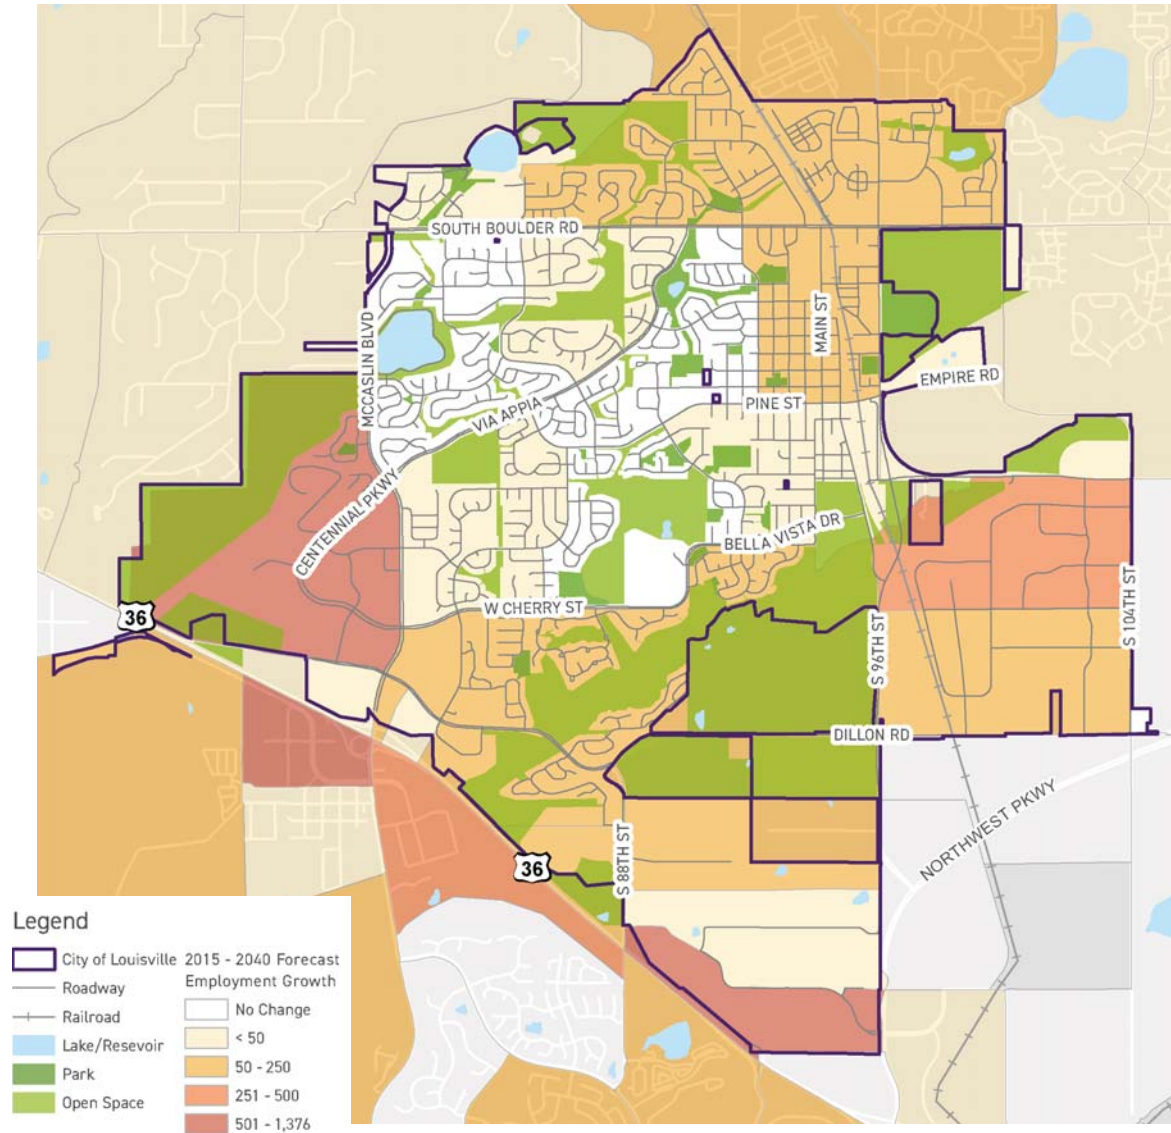 SOUTH BOULDER RD
MCCASLIN BLVD
MAIN ST
EMPIRE RD
VIA APPIA
PINE ST
CENTENNIAL PKWY
BELLA VISTA DR
W CHERRY ST
36
S 96TH ST
S 104TH ST
DILLON RD
NORTHWEST PKWY
S 88TH ST
36
Legend
City of Louisville
Roadway
Railroad
Lake/Resevoir
Park
Open Space
2015 - 2040 Forecast
Employment Growth
No Change
< 50
50 - 250
251 - 500
501 - 1,376